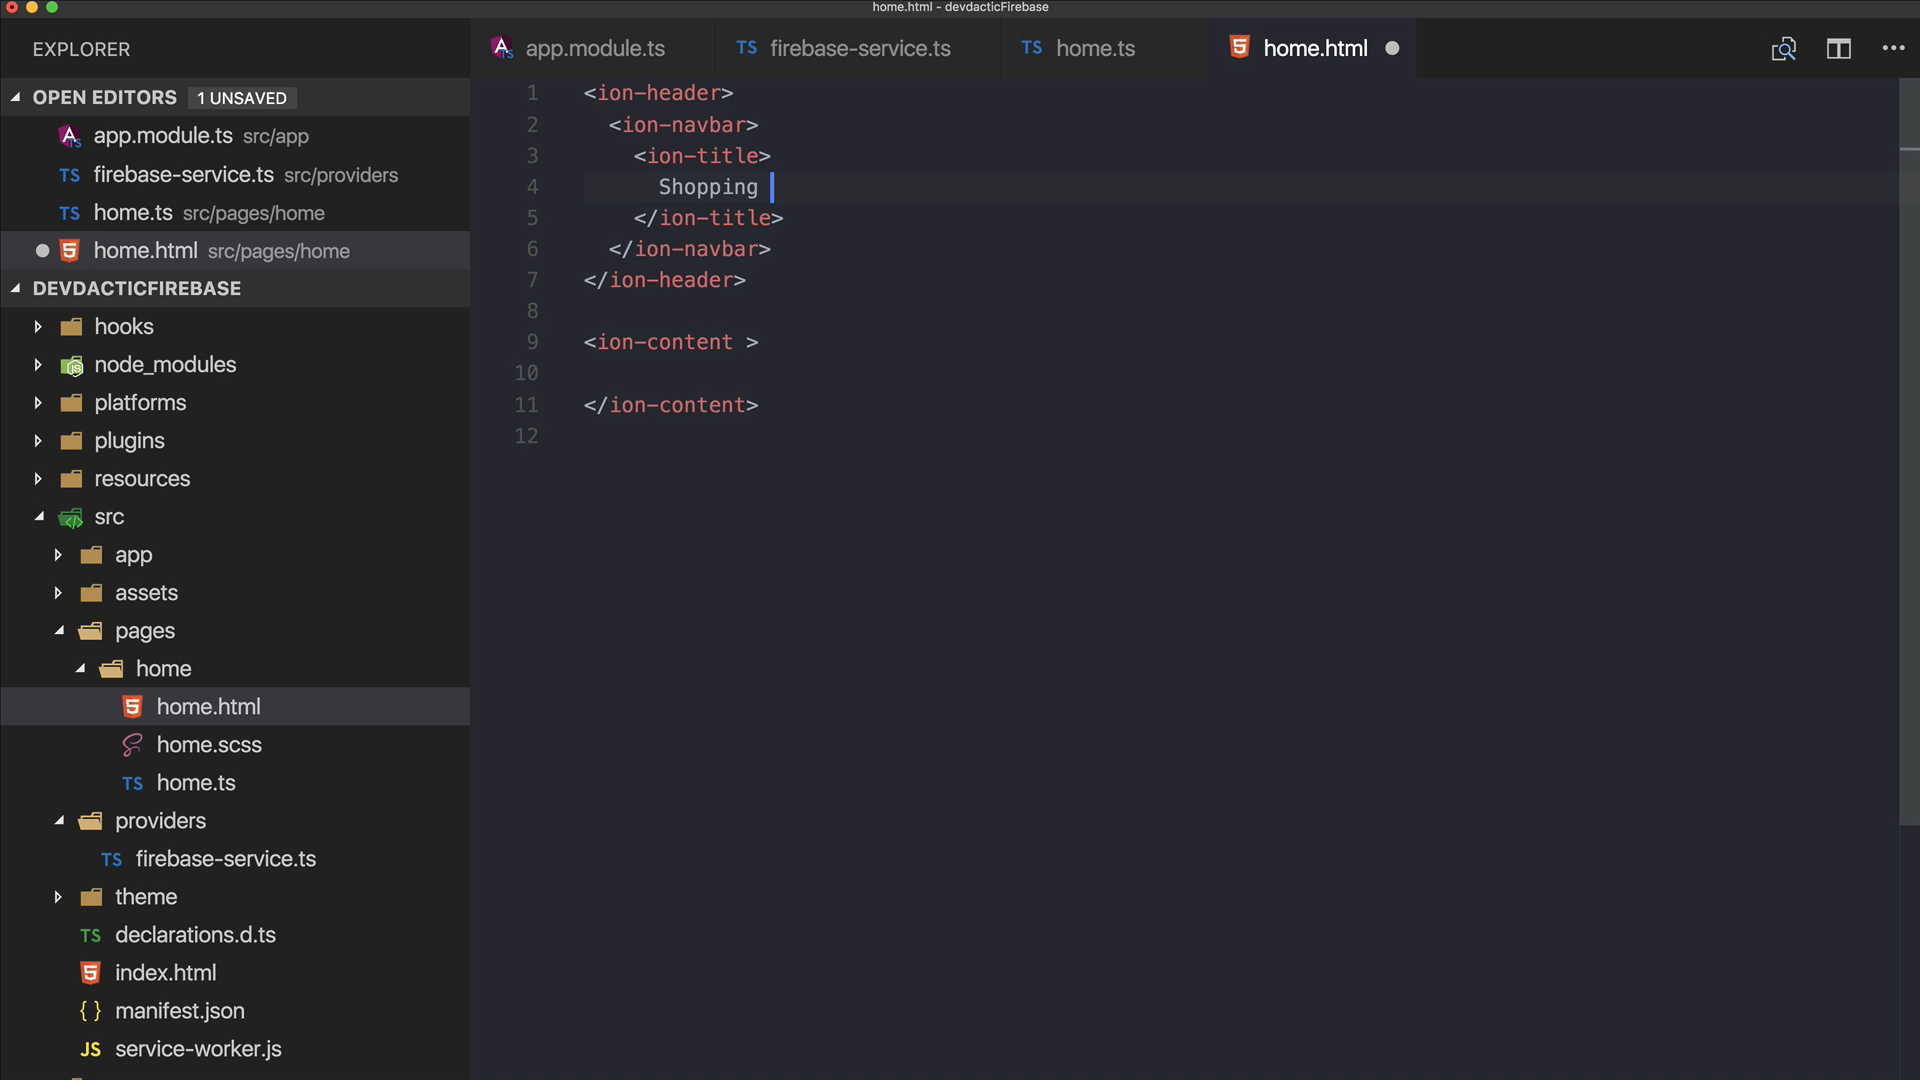 home.html - devdacticFirebase
EXPLORER
app.module.ts
TS firebase-service.ts
TS home.ts
home.html
OPEN EDITORS 1 UNSAVED
app.module.ts src/app
TS firebase-service.ts src/providers
TS home.ts src/pages/home
home.html src/pages/home
DEVDACTICFIREBASE
hooks
node_modules
platforms
plugins
resources
src
app
assets
pages
home
home.html
home.scss
TS home.ts
providers
TS firebase-service.ts
theme
TS declarations.d.ts
index.html
{ } manifest.json
JS service-worker.js
1 <ion-header>
2 <ion-navbar>
3 <ion-title>
4 Shopping
5 </ion-title>
6 </ion-navbar>
7 </ion-header>
8
9 <ion-content >
10
11 </ion-content>
12